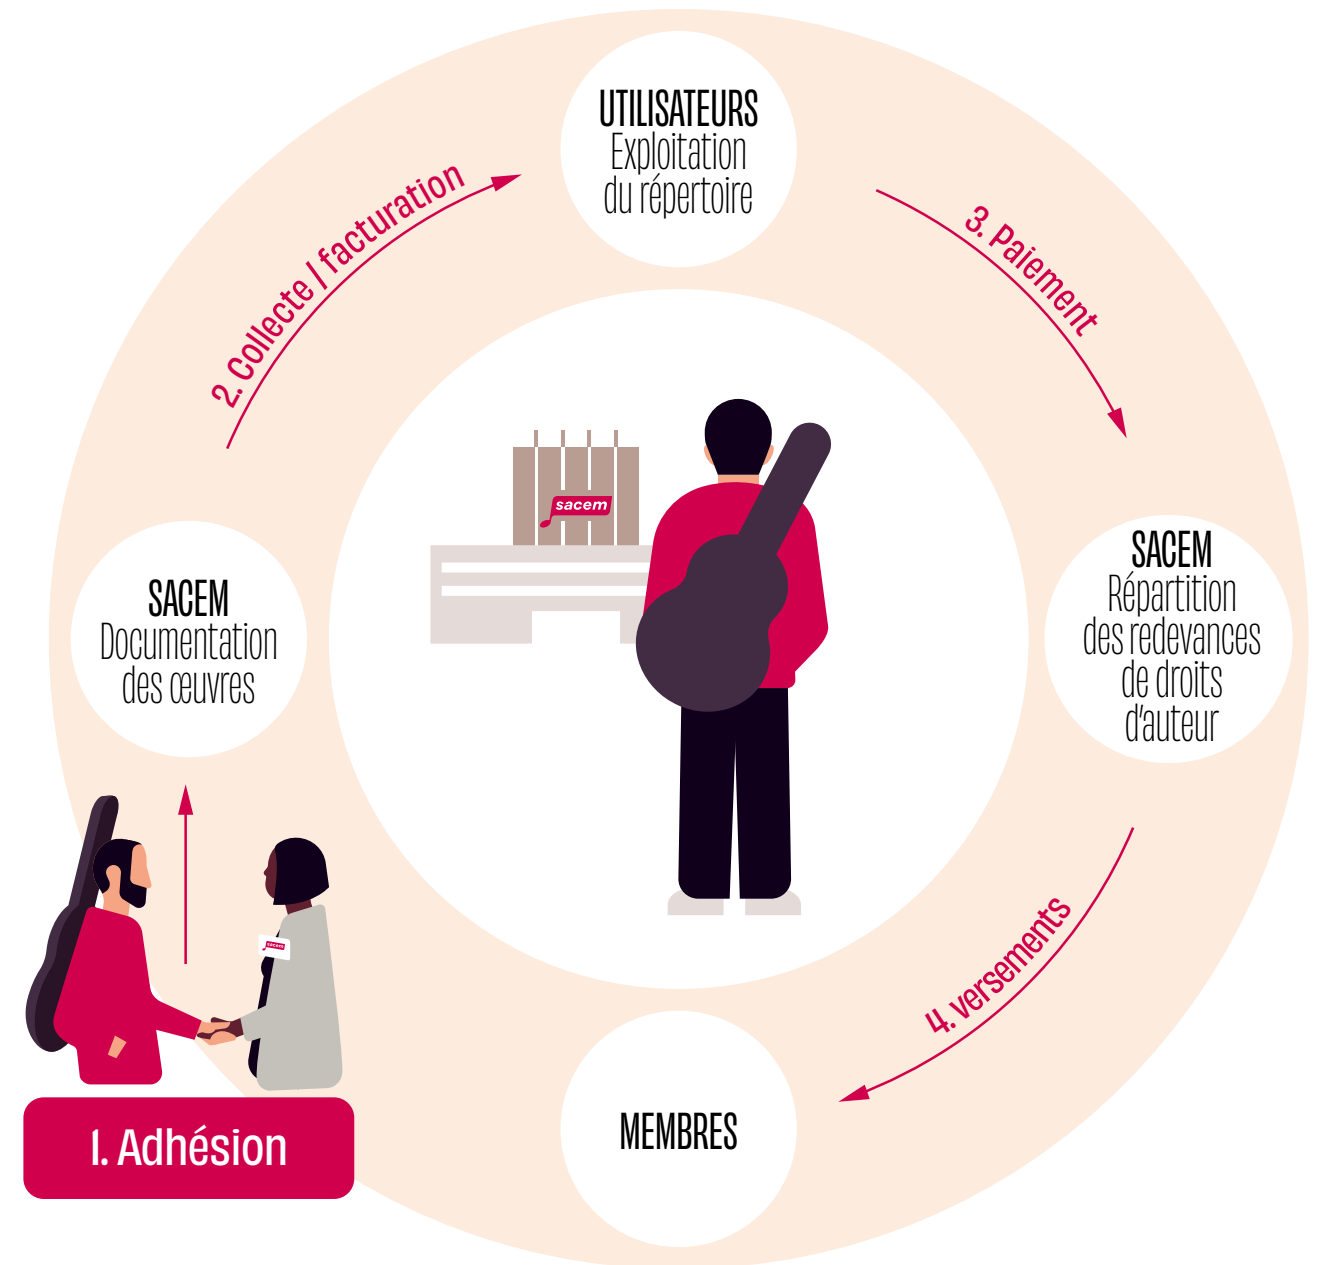 UTILISATEURS
Exploitation
du répertoire
2. Collecte / facturation
3. Paiement
sacem
SACEM
Documentation
des œuvres
SACEM
Répartition
des redevances
de droits
d'auteur
sacem
4. versements
MEMBRES
1. Adhésion